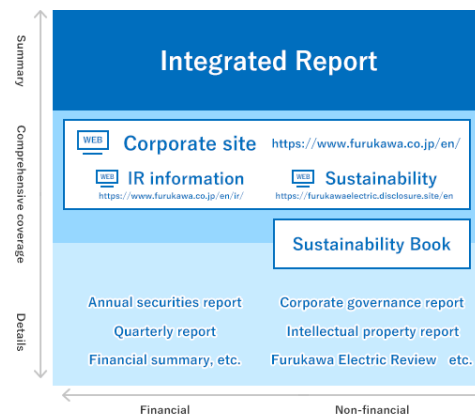 Summary
Comprehensive coverage
Details
Integrated Report
WEB Corporate site https://www.furukawa.co.jp/en/
WEB IR information
https://www.furukawa.co.jp/en/ir/
WEB Sustainability
https://furukawaelectric.disclosure.site/en
Sustainability Book
Annual securities report
Quarterly report
Financial summary, etc.
Corporate governance report
Intellectual property report
Furukawa Electric Review etc.
Financial
Non-financial